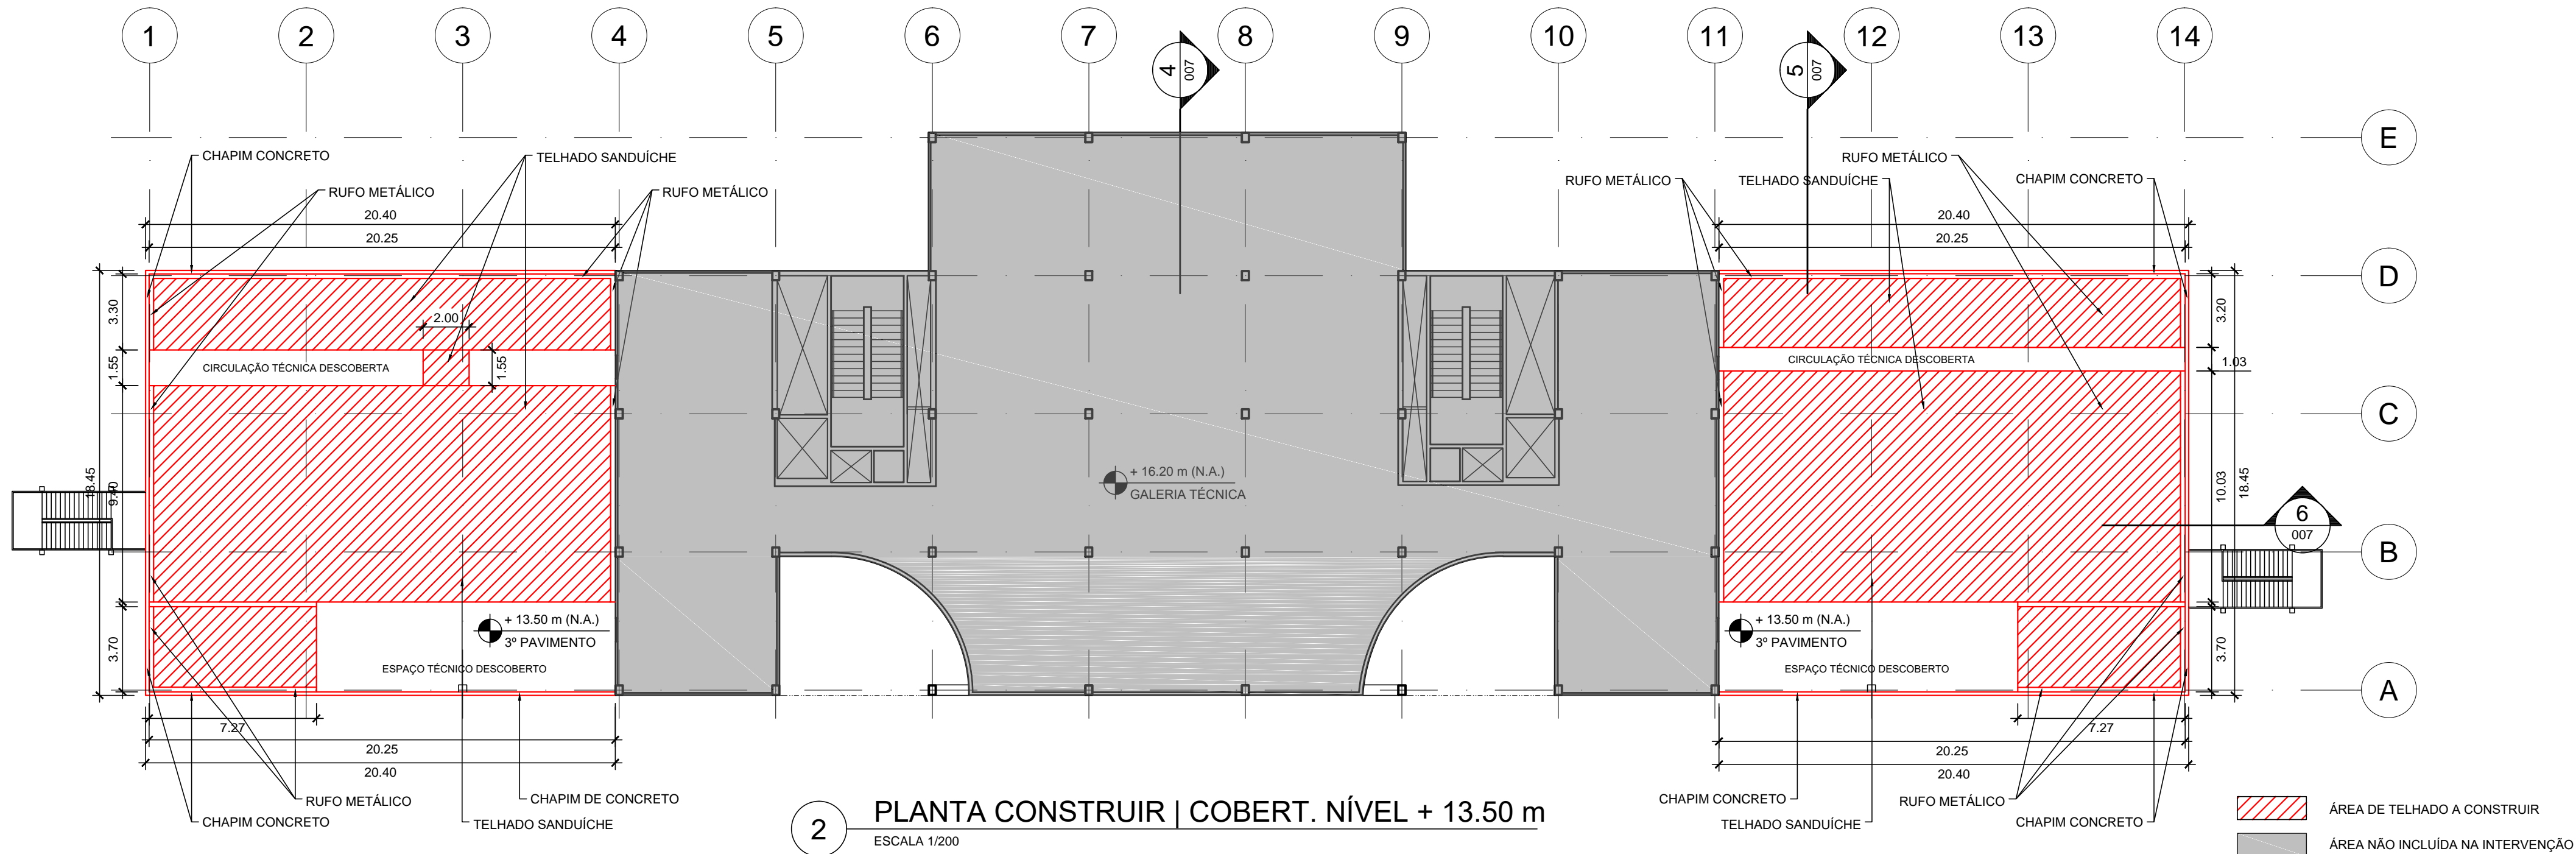 1 2 3 4 5 6 7 8 9 10 11 12 13 14
4
007
5
007
E
CHAPIM CONCRETO
TELHADO SANDUÍCHE
RUFO METÁLICO
RUFO METÁLICO
RUFO METÁLICO
RUFO METÁLICO
TELHADO SANDUÍCHE
CHAPIM CONCRETO
20.40
20.25
20.40
20.25
D
3.30
2.00
3.20
1.55
CIRCULAÇÃO TÉCNICA DESCOBERTA
1.55
CIRCULAÇÃO TÉCNICA DESCOBERTA
1.03
C
18.45
9.40
+ 16.20 m (N.A.)
GALERIA TÉCNICA
10.03
18.45
6
007
B
3.70
+ 13.50 m (N.A.)
3º PAVIMENTO
ESPAÇO TÉCNICO DESCOBERTO
+ 13.50 m (N.A.)
3º PAVIMENTO
ESPAÇO TÉCNICO DESCOBERTO
3.70
A
7.27
20.25
20.40
7.27
20.25
20.40
RUFO METÁLICO
CHAPIM CONCRETO
CHAPIM DE CONCRETO
TELHADO SANDUÍCHE
2
PLANTA CONSTRUIR | COBERT. NÍVEL + 13.50 m
ESCALA 1/200
CHAPIM CONCRETO
TELHADO SANDUÍCHE
RUFO METÁLICO
CHAPIM CONCRETO
ÁREA DE TELHADO A CONSTRUIR
ÁREA NÃO INCLUÍDA NA INTERVENÇÃO